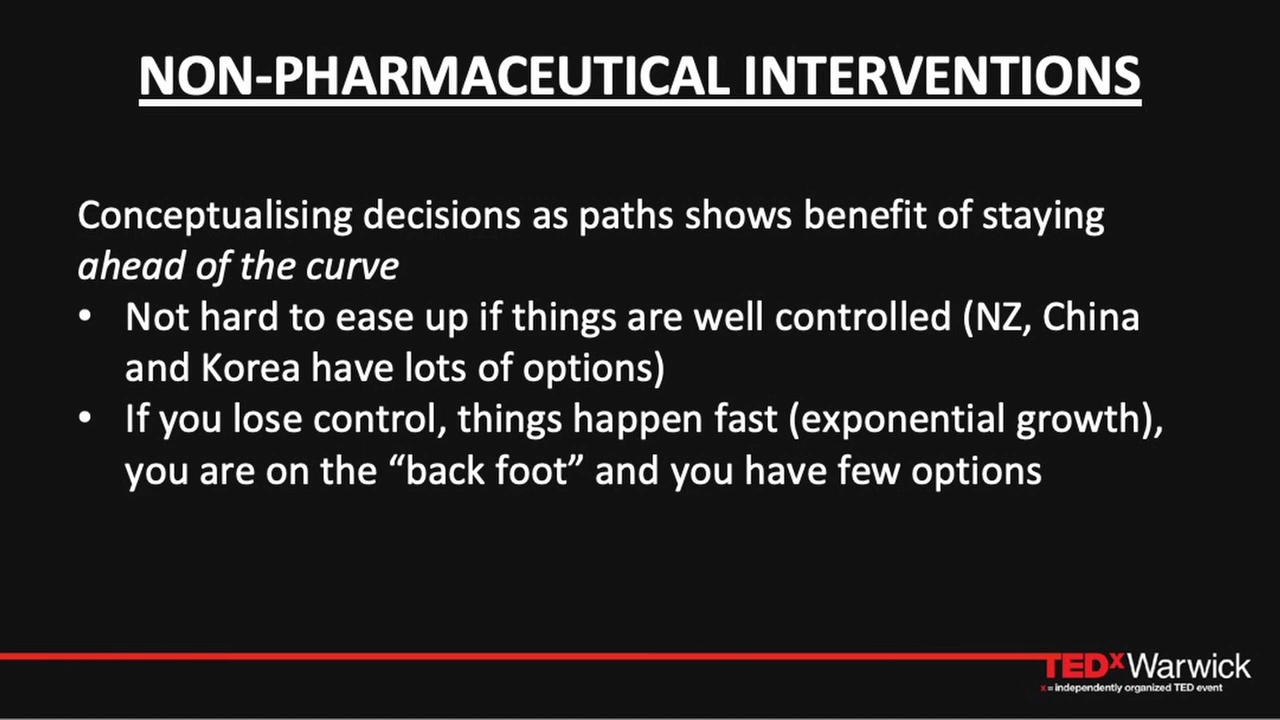 NON-PHARMACEUTICAL INTERVENTIONS
Conceptualising decisions as paths shows benefit of staying
ahead of the curve
• Not hard to ease up if things are well controlled (NZ, China
and Korea have lots of options)
• If you lose control, things happen fast (exponential growth),
you are on the “back foot” and you have few options
TEDxWarwick
x = independently organized TED event